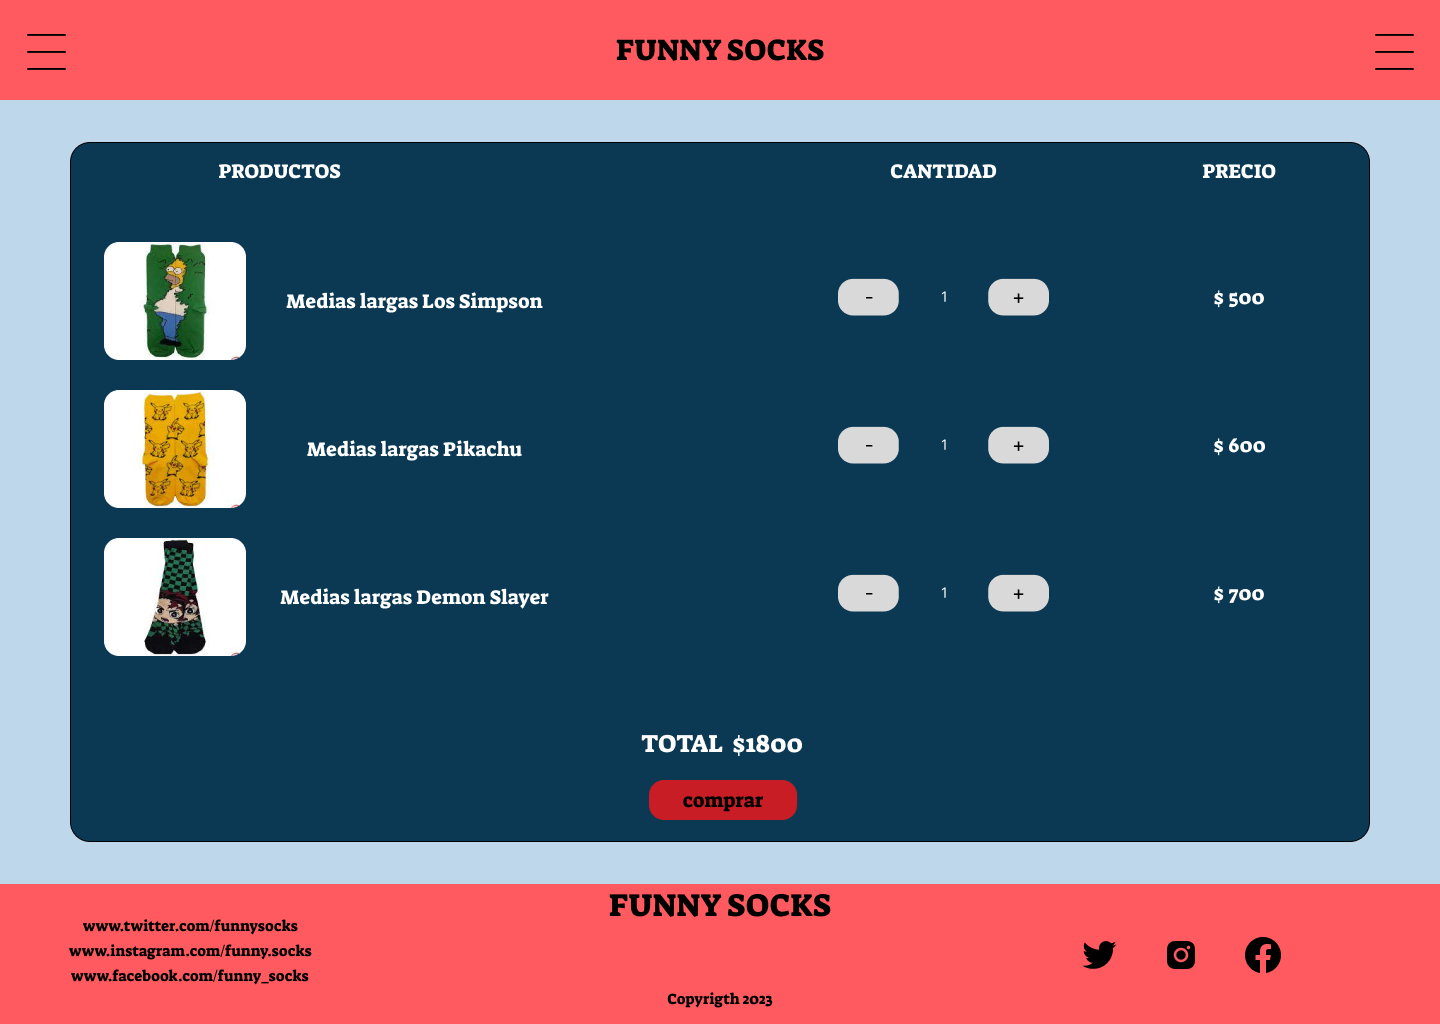 FUNNY SOCKS
PRODUCTOS CANTIDAD PRECIO
Medias largas Los Simpson - 1 + $ 500
Medias largas Pikachu - 1 + $ 600
Medias largas Demon Slayer - 1 + $ 700
TOTAL $1800
comprar
FUNNY SOCKS
www.twitter.com/funnysocks
www.instagram.com/funny.socks
www.facebook.com/funny_socks
Copyrigth 2023